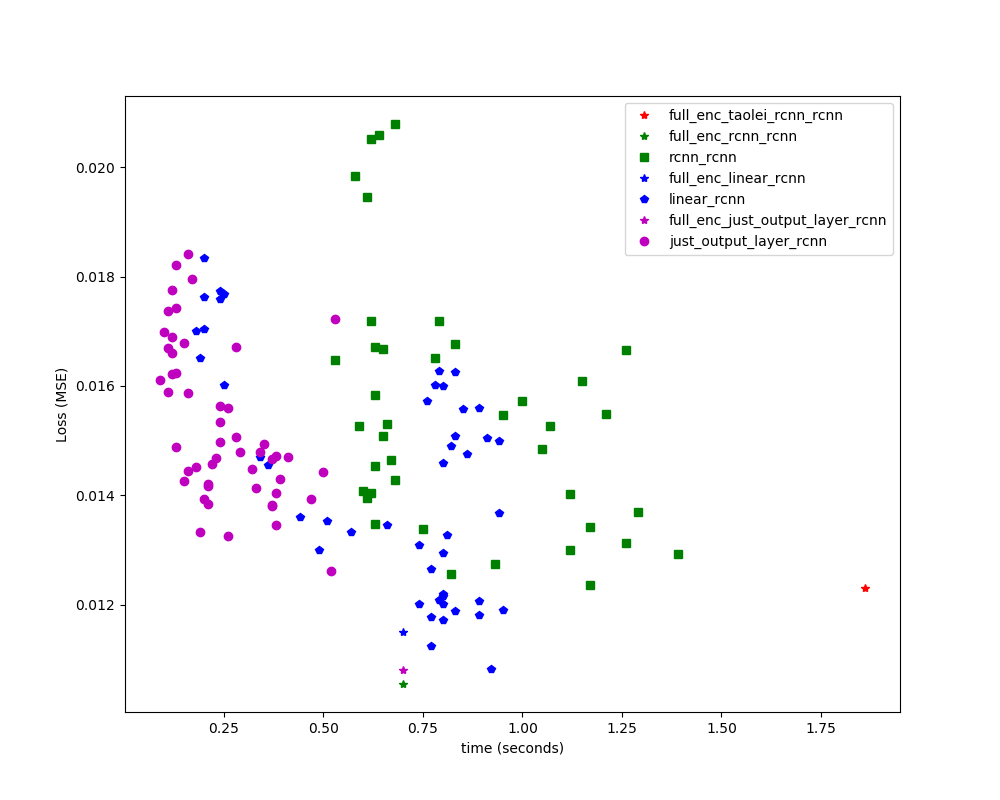 full_enc_taolei_rcnn_rcnn
full_enc_rcnn_rcnn
rcnn_rcnn
full_enc_linear_rcnn
linear_rcnn
full_enc_just_output_layer_rcnn
just_output_layer_rcnn
0.020
0.018
0.016
0.014
0.012
Loss (MSE)
0.25 0.50 0.75 1.00 1.25 1.50 1.75
time (seconds)